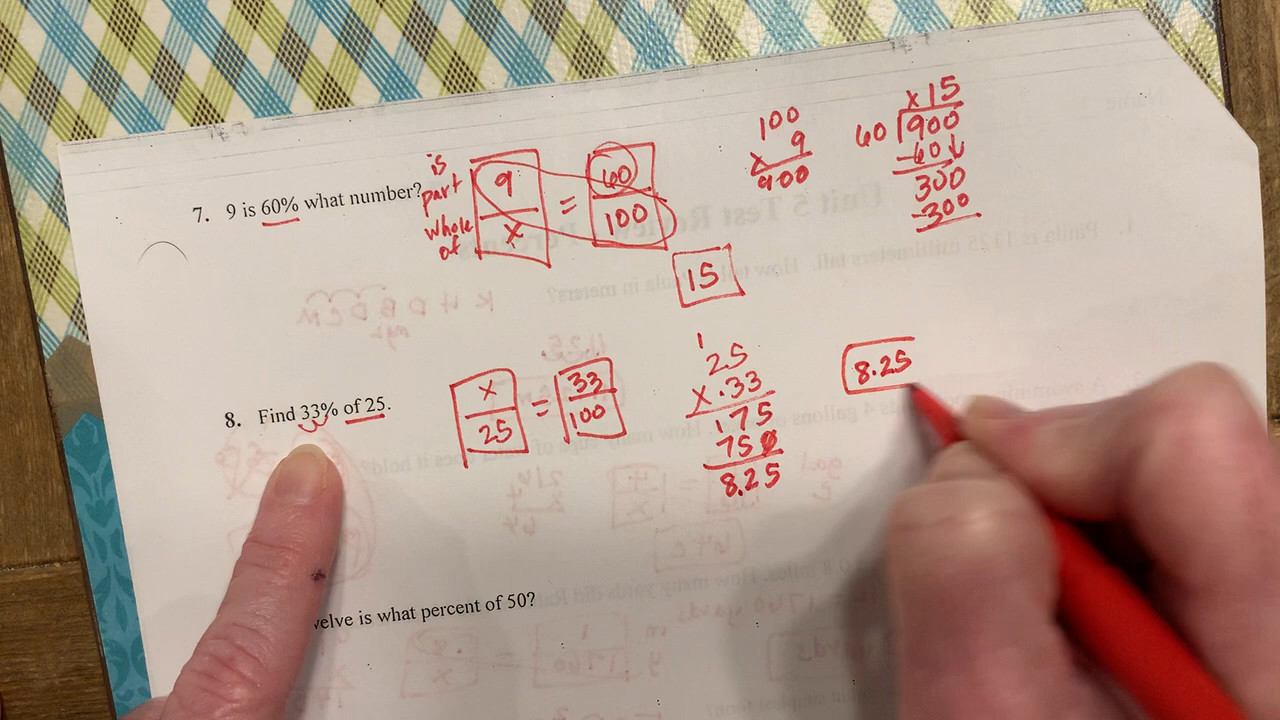 7. 9 is 60% what number?
is
part
whole
of
9
x
=
60
100
100
x 9
900
x 15
60 900
-60↓
300
-300
15
8. Find 33% of 25.
x
25
=
33
100
1
25
x .33
175
750
8.25
8.25
is what percent of 50?